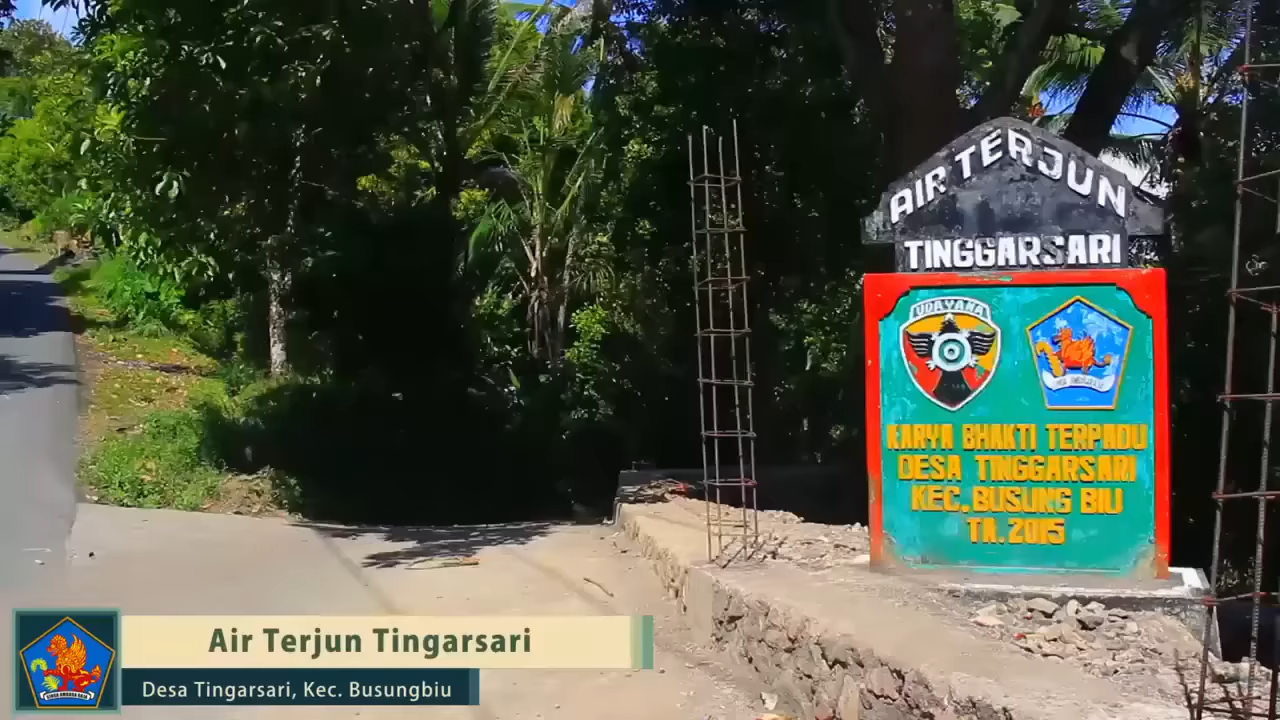 AIR TERJUN
TINGGARSARI
UDAYANA
KARYA BHAKTI TERPADU
DESA TINGGARSARI
KEC. BUSUNG BIU
TA. 2015
Air Terjun Tingarsari
Desa Tingarsari, Kec. Busungbiu